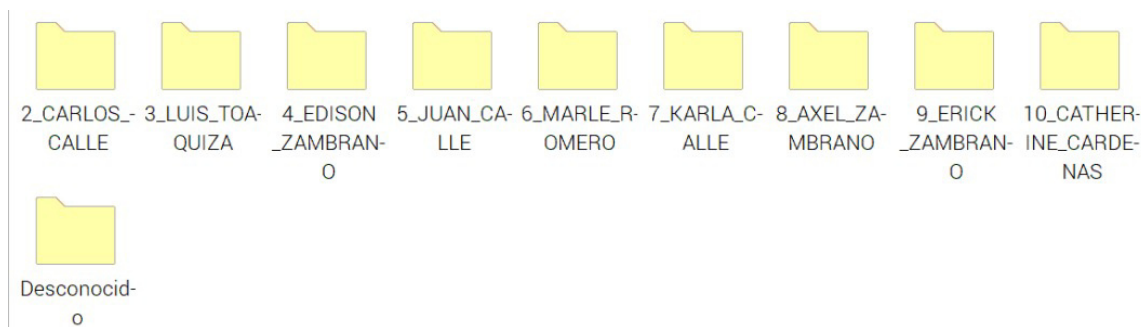 2_CARLOS_- 3_LUIS_TOA- 4_EDISON 5_JUAN_CA- 6_MARLE_R- 7_KARLA_C- 8_AXEL_ZA- 9_ERICK 10_CATHER-
CALLE QUIZA _ZAMBRAN- LLE OMERO ALLE MBRANO _ZAMBRAN- INE_CARDE-
O O NAS
Desconocid-
o